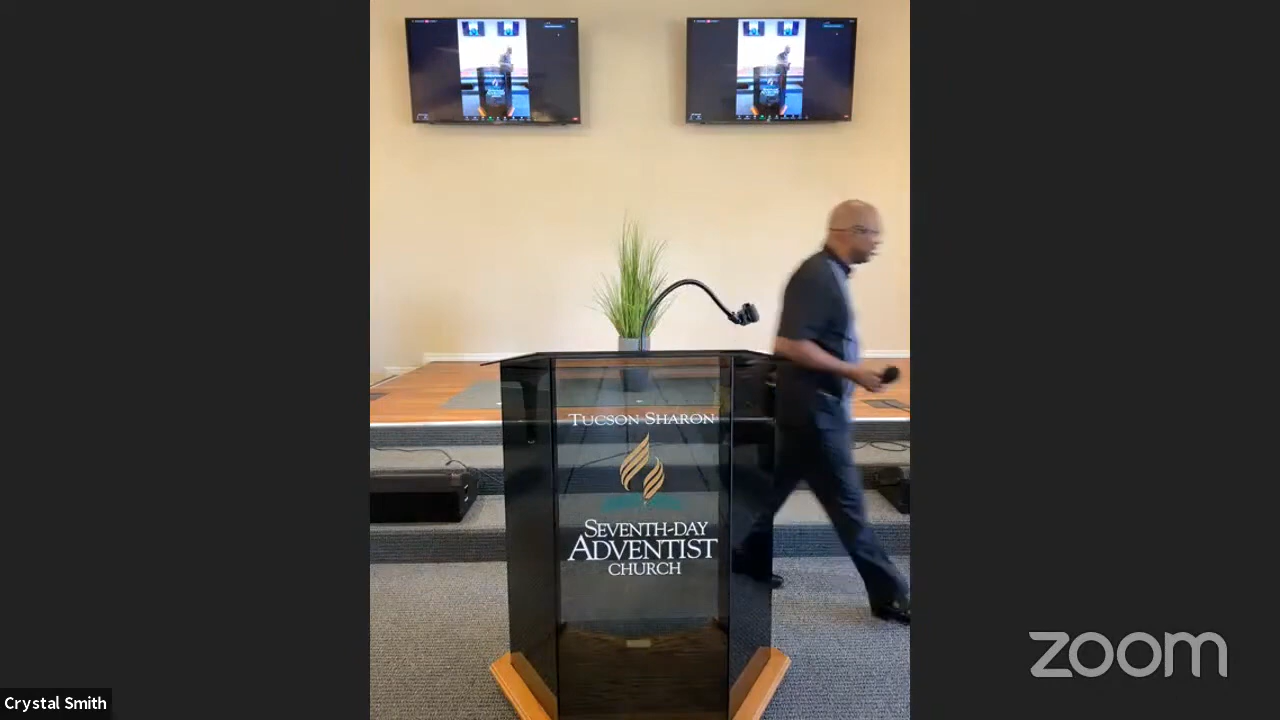 TUCSON SHARON
SEVENTH-DAY
ADVENTIST
CHURCH
zoom
Crystal Smith